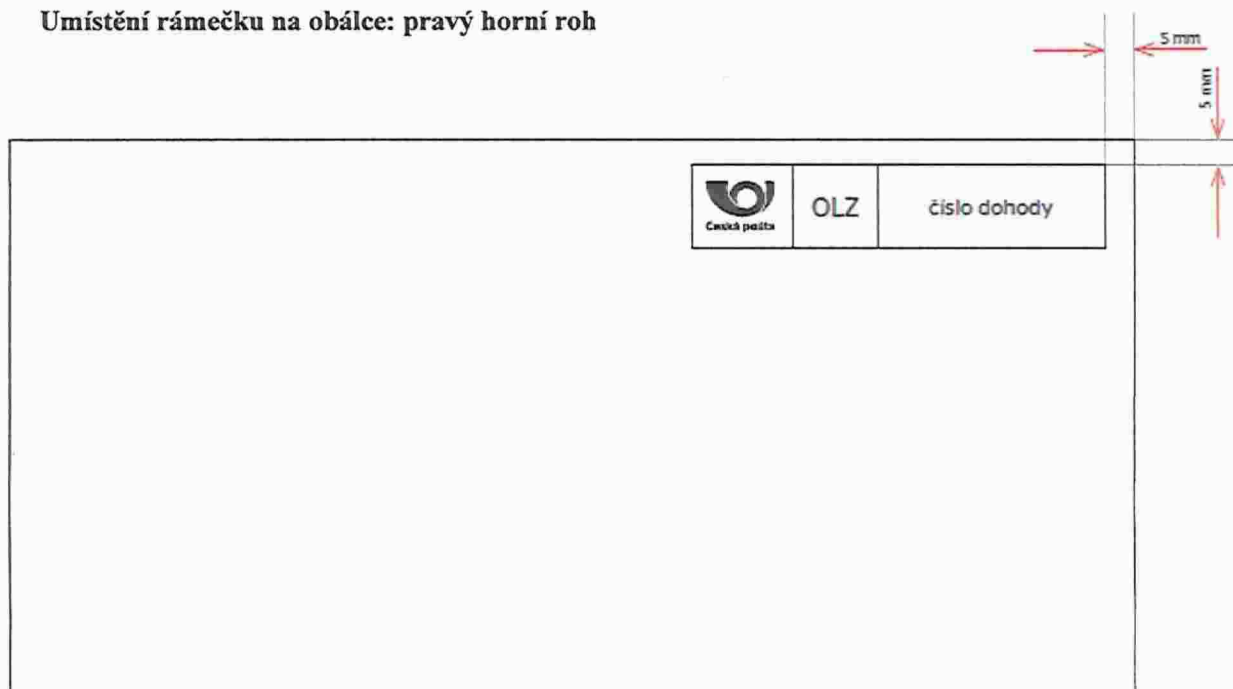 Umístění rámečku na obálce: pravý horní roh
5 mm
5 mm
Česká pošta
OLZ
číslo dohody